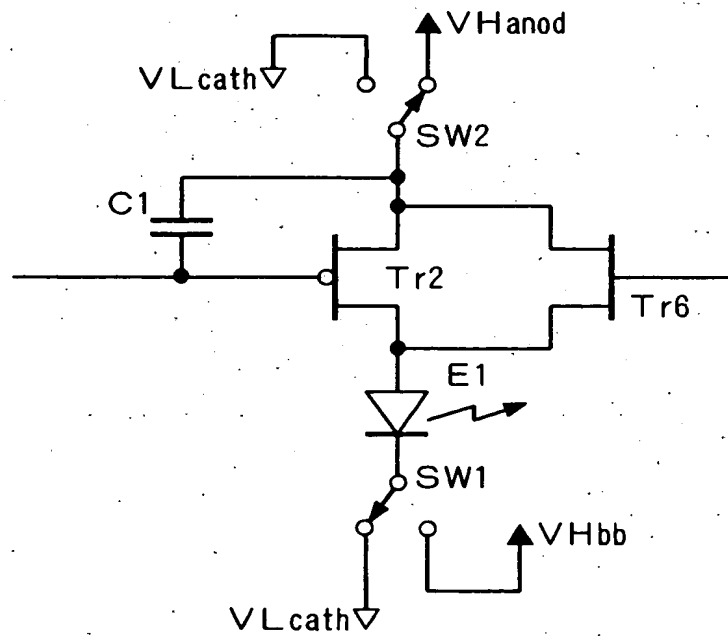 VHanod
VLcath
SW2
C1
Tr2
Tr6
E1
SW1
VHbb
VLcath